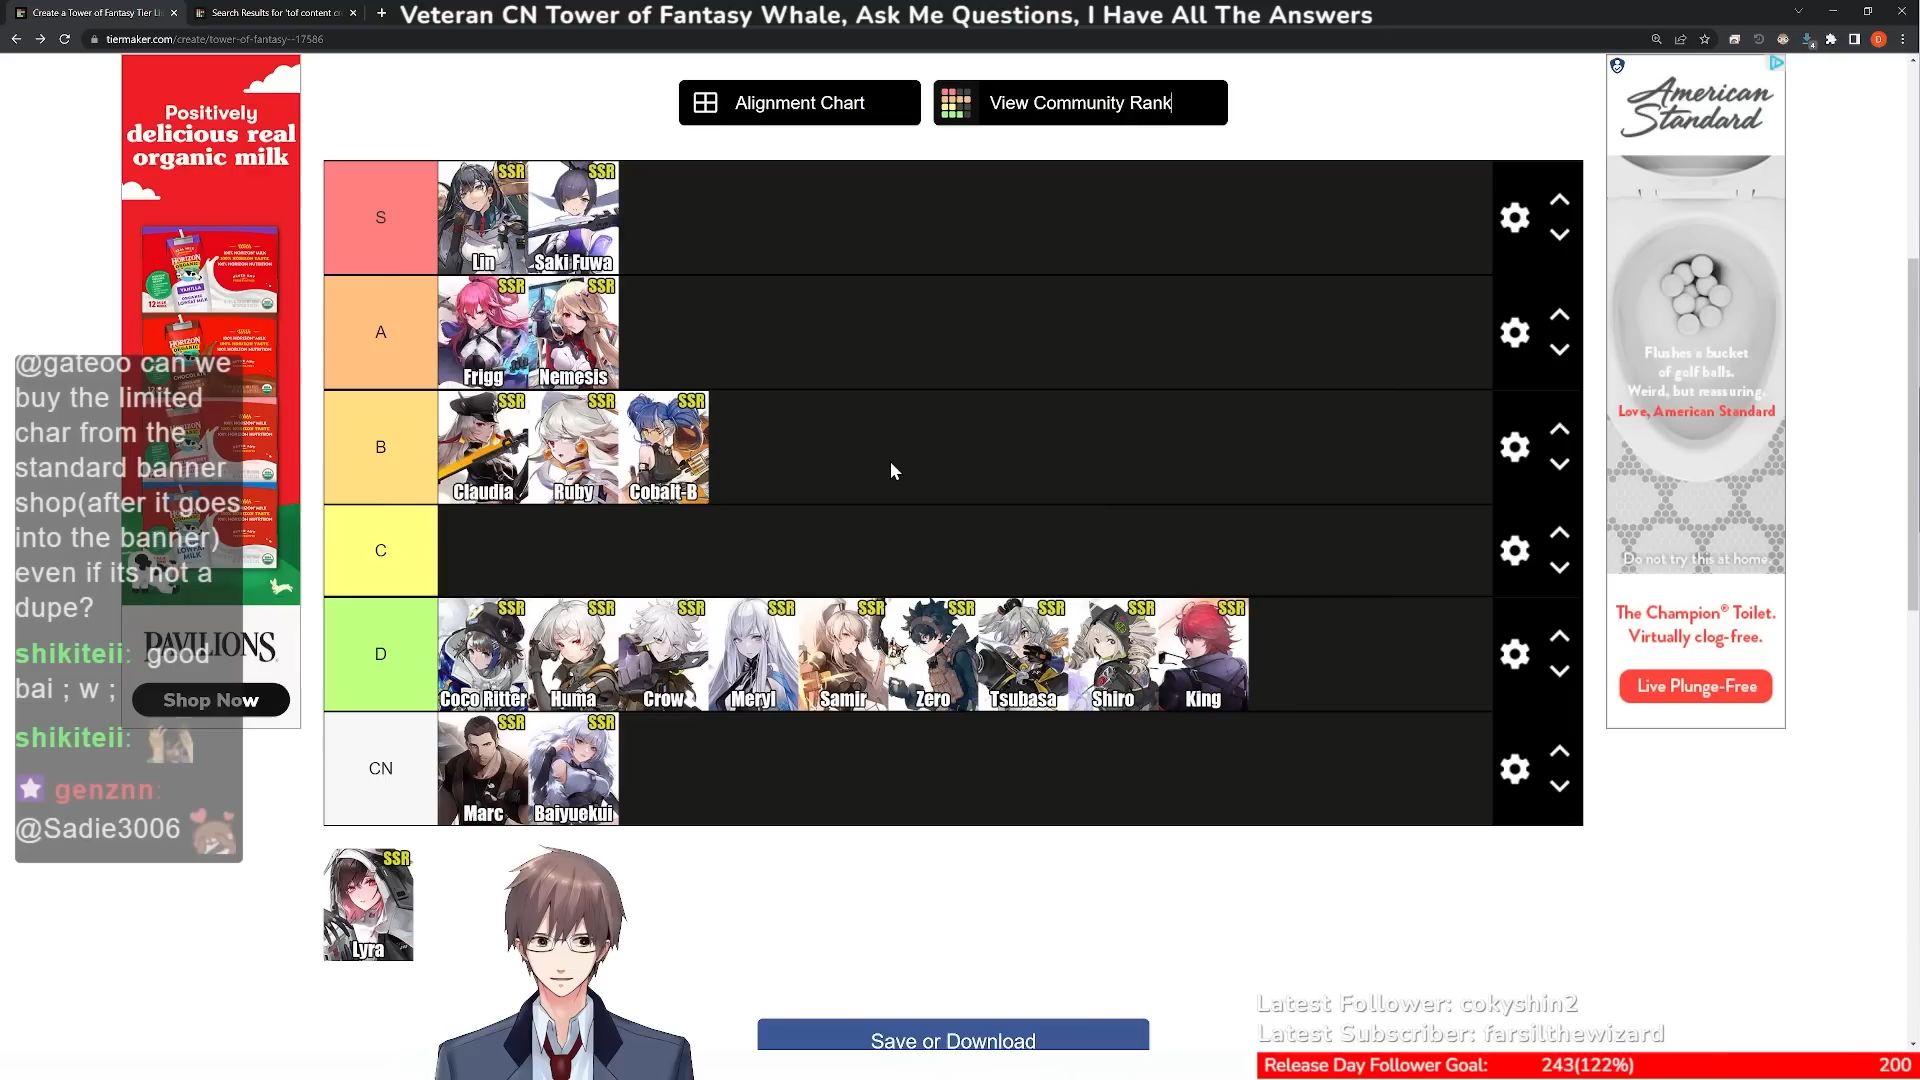 Create a Tower of Fantasy Tier Li
Search Results for 'tof content c
Veteran CN Tower of Fantasy Whale, Ask Me Questions, I Have All The Answers
tiermaker.com/create/tower-of-fantasy--17586
Alignment Chart
View Community Rank
Positively
delicious real
organic milk
HORIZON
ORGANIC
VANILLA
S
SSR
Lin
SSR
Saki Fuwa
A
SSR
Frigg
SSR
Nemesis
B
SSR
Claudia
SSR
Ruby
SSR
Cobalt-B
C
D
SSR
Coco Ritter
SSR
Huma
SSR
Crow
SSR
Meryl
SSR
Samir
SSR
Zero
SSR
Tsubasa
SSR
Shiro
SSR
King
CN
SSR
Marc
SSR
Baiyuekui
SSR
Lyra
@gateoo can we
buy the limited
char from the
standard banner
shop(after it goes
into the banner)
even if its not a
dupe?
shikiteii: good
bai ; w ;
shikiteii:
genznn:
@Sadie3006
PAVILIONS
Shop Now
American
Standard
Flushes a bucket
of golf balls.
Weird, but reassuring.
Love, American Standard
Do not try this at home.
The Champion® Toilet.
Virtually clog-free.
Live Plunge-Free
Save or Download
Latest Follower: cokyshin2
Latest Subscriber: farsilthewizard
Release Day Follower Goal: 243(122%) 200